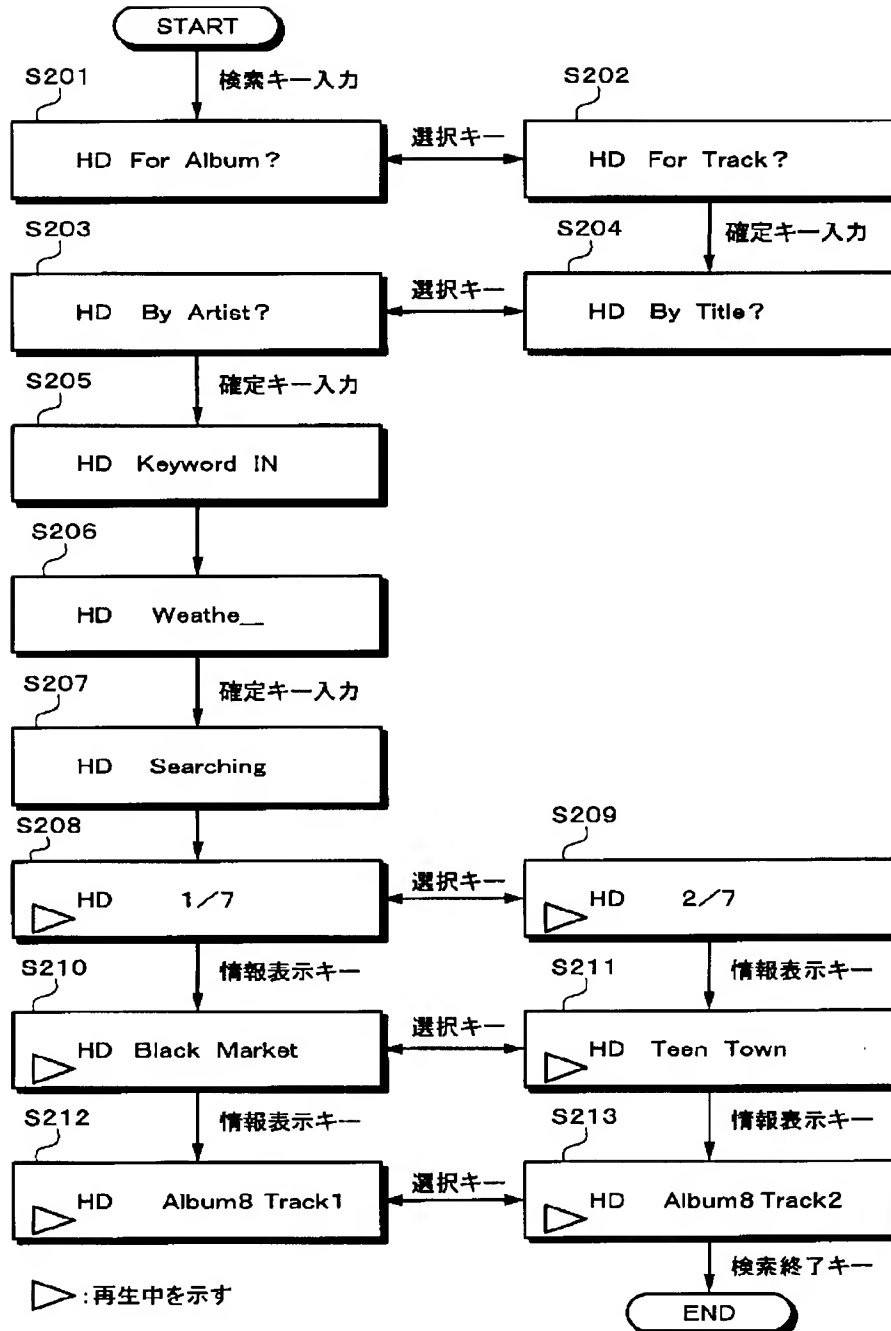 START
検索キー入力
S201
S202
HD For Album?
選択キー
HD For Track?
確定キー入力
S203
S204
HD By Artist?
選択キー
HD By Title?
確定キー入力
S205
HD Keyword IN
S206
HD Weathe__
確定キー入力
S207
HD Searching
S208
S209
HD 1/7
選択キー
HD 2/7
情報表示キー
情報表示キー
S210
S211
HD Black Market
選択キー
HD Teen Town
情報表示キー
情報表示キー
S212
S213
HD Album8 Track1
選択キー
HD Album8 Track2
検索終了キー
▷:再生中を示す
END